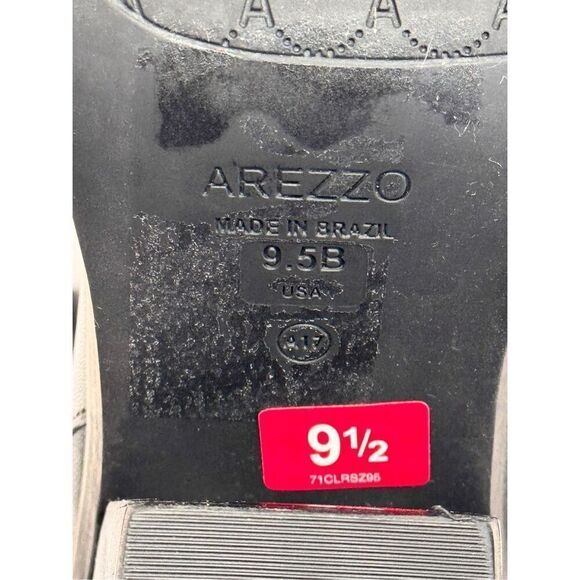 A A A
AREZZO
MADE IN BRAZIL
9.5B
USA
A17
9½
71CLRSZ95